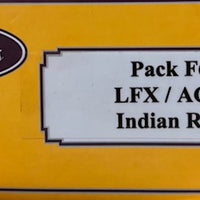 Pack Fo
LFX / AC
Indian R